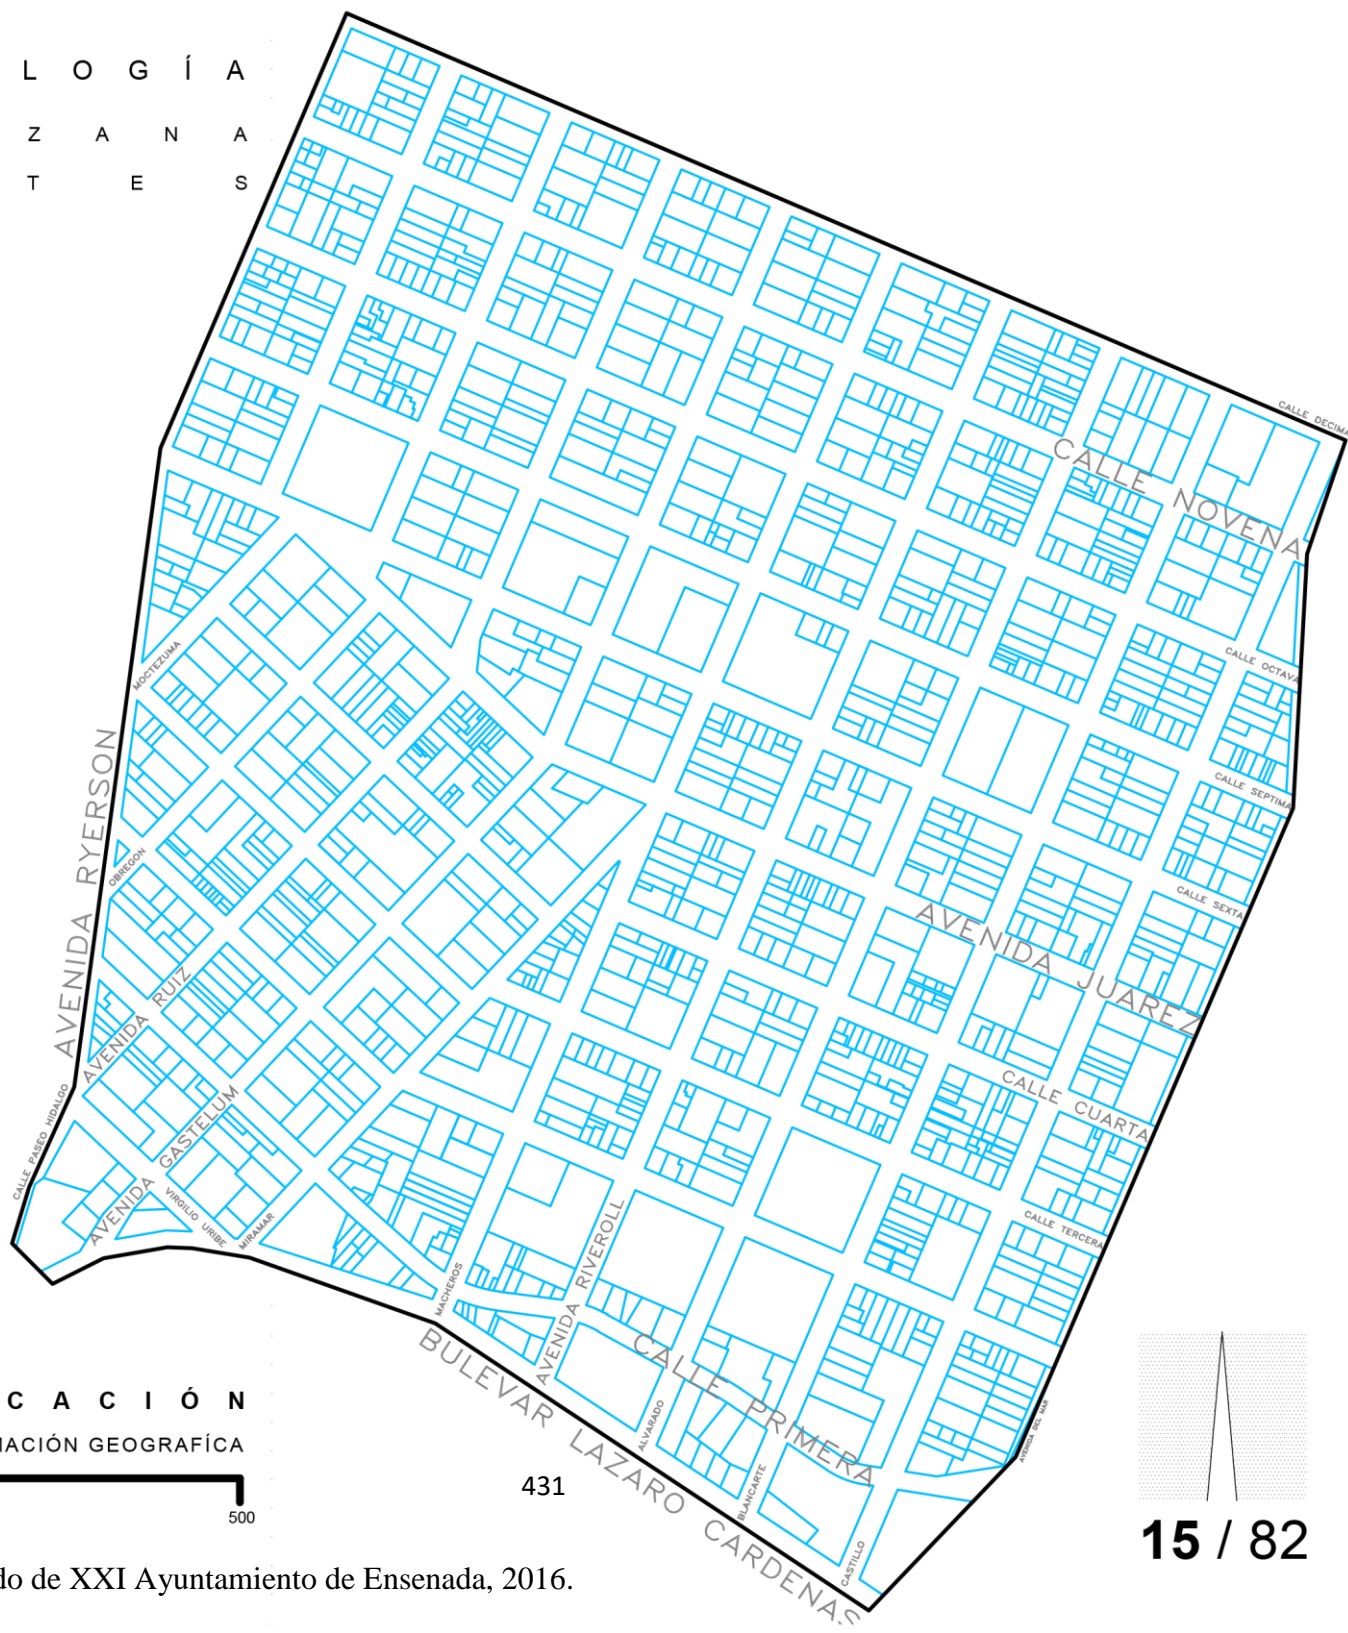 L O G Í A
Z A N A
T E S
CALLE DECIMA
CALLE NOVENA
CALLE OCTAVA
MOCTEZUMA
CALLE SEPTIMA
AVENIDA RYERSON
OBREGON
CALLE SEXTA
AVENIDA JUAREZ
AVENIDA RUIZ
CALLE CUARTA
CALLE PASEO HIDALGO
AVENIDA GASTELUM
VIRGILIO URIBE
MIRAMAR
CALLE TERCERA
AVENIDA RIVEROLL
MACHEROS
CALLE PRIMERA
BULEVAR LAZARO CARDENAS
ALVARADO
BLANCARTE
CASTILLO
AVENIDA DEL MAR
C A C I Ó N
MACIÓN GEOGRAFÍCA
500
431
15 / 82
do de XXI Ayuntamiento de Ensenada, 2016.